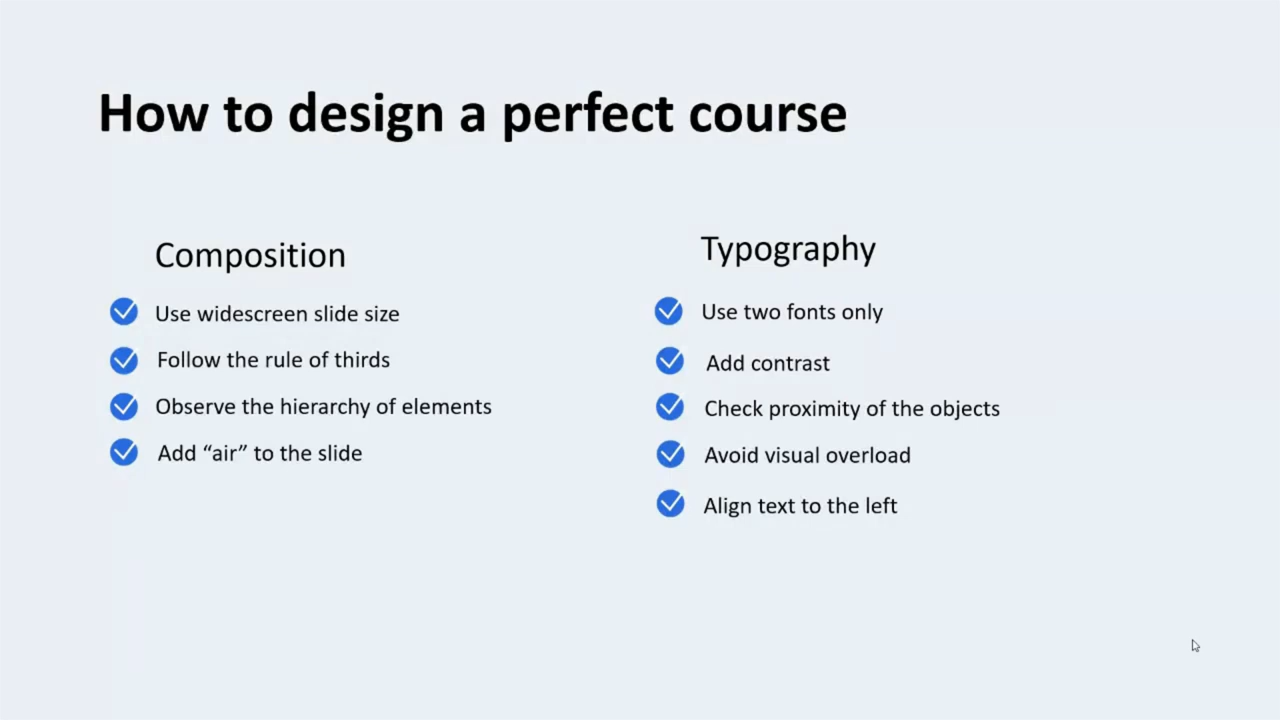 How to design a perfect course
Composition
Use widescreen slide size
Follow the rule of thirds
Observe the hierarchy of elements
Add “air” to the slide
Typography
Use two fonts only
Add contrast
Check proximity of the objects
Avoid visual overload
Align text to the left